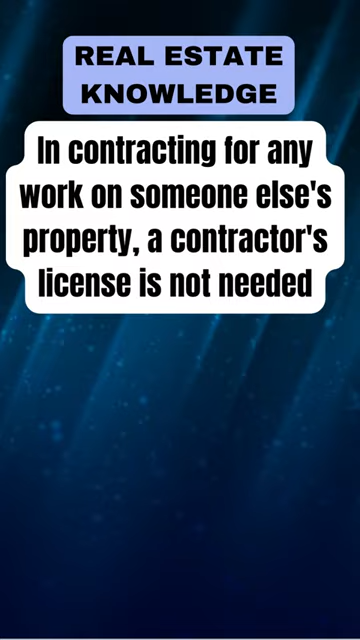 REAL ESTATE
KNOWLEDGE
In contracting for any
work on someone else's
property, a contractor's
license is not needed